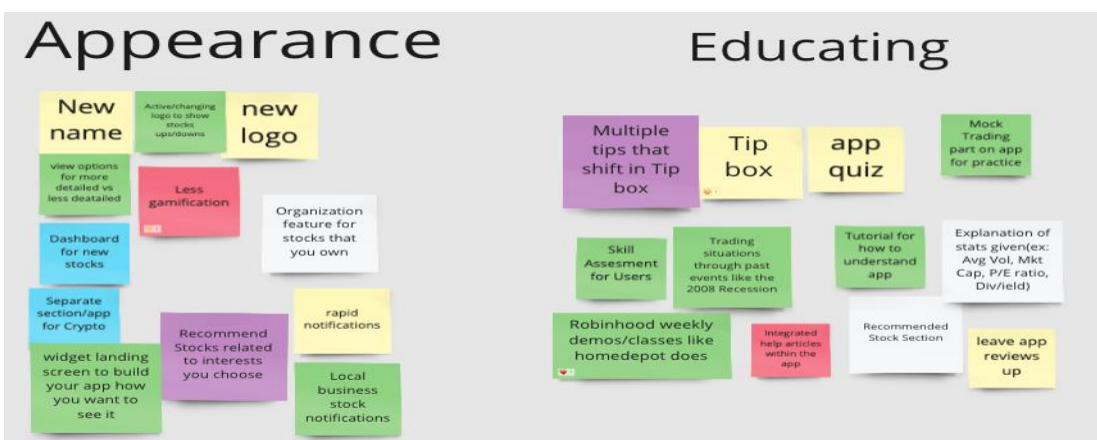 Appearance
New
name
Active/changing
logo to show
stocks
ups/downs
new
logo
view options
for more
detailed vs
less deatailed
Less
gamification
Organization
feature for
stocks that
you own
Dashboard
for new
stocks
Separate
section/app
for Crypto
Recommend
Stocks related
to interests
you choose
rapid
notifications
widget landing
screen to build
your app how
you want to
see it
Local
business
stock
notifications
Educating
Multiple
tips that
shift in Tip
box
Tip
box
app
quiz
Mock
Trading
part on app
for practice
Skill
Assesment
for Users
Trading
situations
through past
events like the
2008 Recession
Tutorial for
how to
understand
app
Explanation of
stats given(ex:
Avg Vol, Mkt
Cap, P/E ratio,
Div/ield)
Robinhood weekly
demos/classes like
homedepot does
Integrated
help articles
within the
app
Recommended
Stock Section
leave app
reviews
up